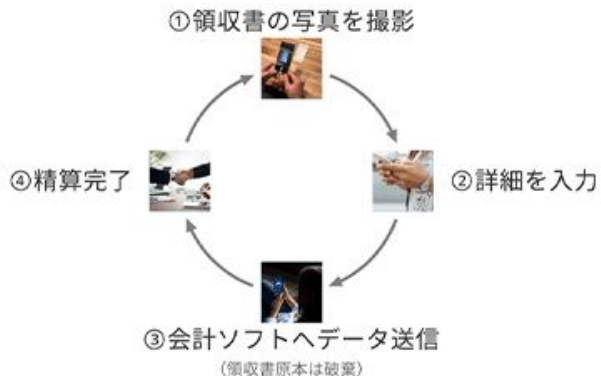 ①領収書の写真を撮影
④精算完了
②詳細を入力
③会計ソフトへデータ送信
（領収書原本は破棄）